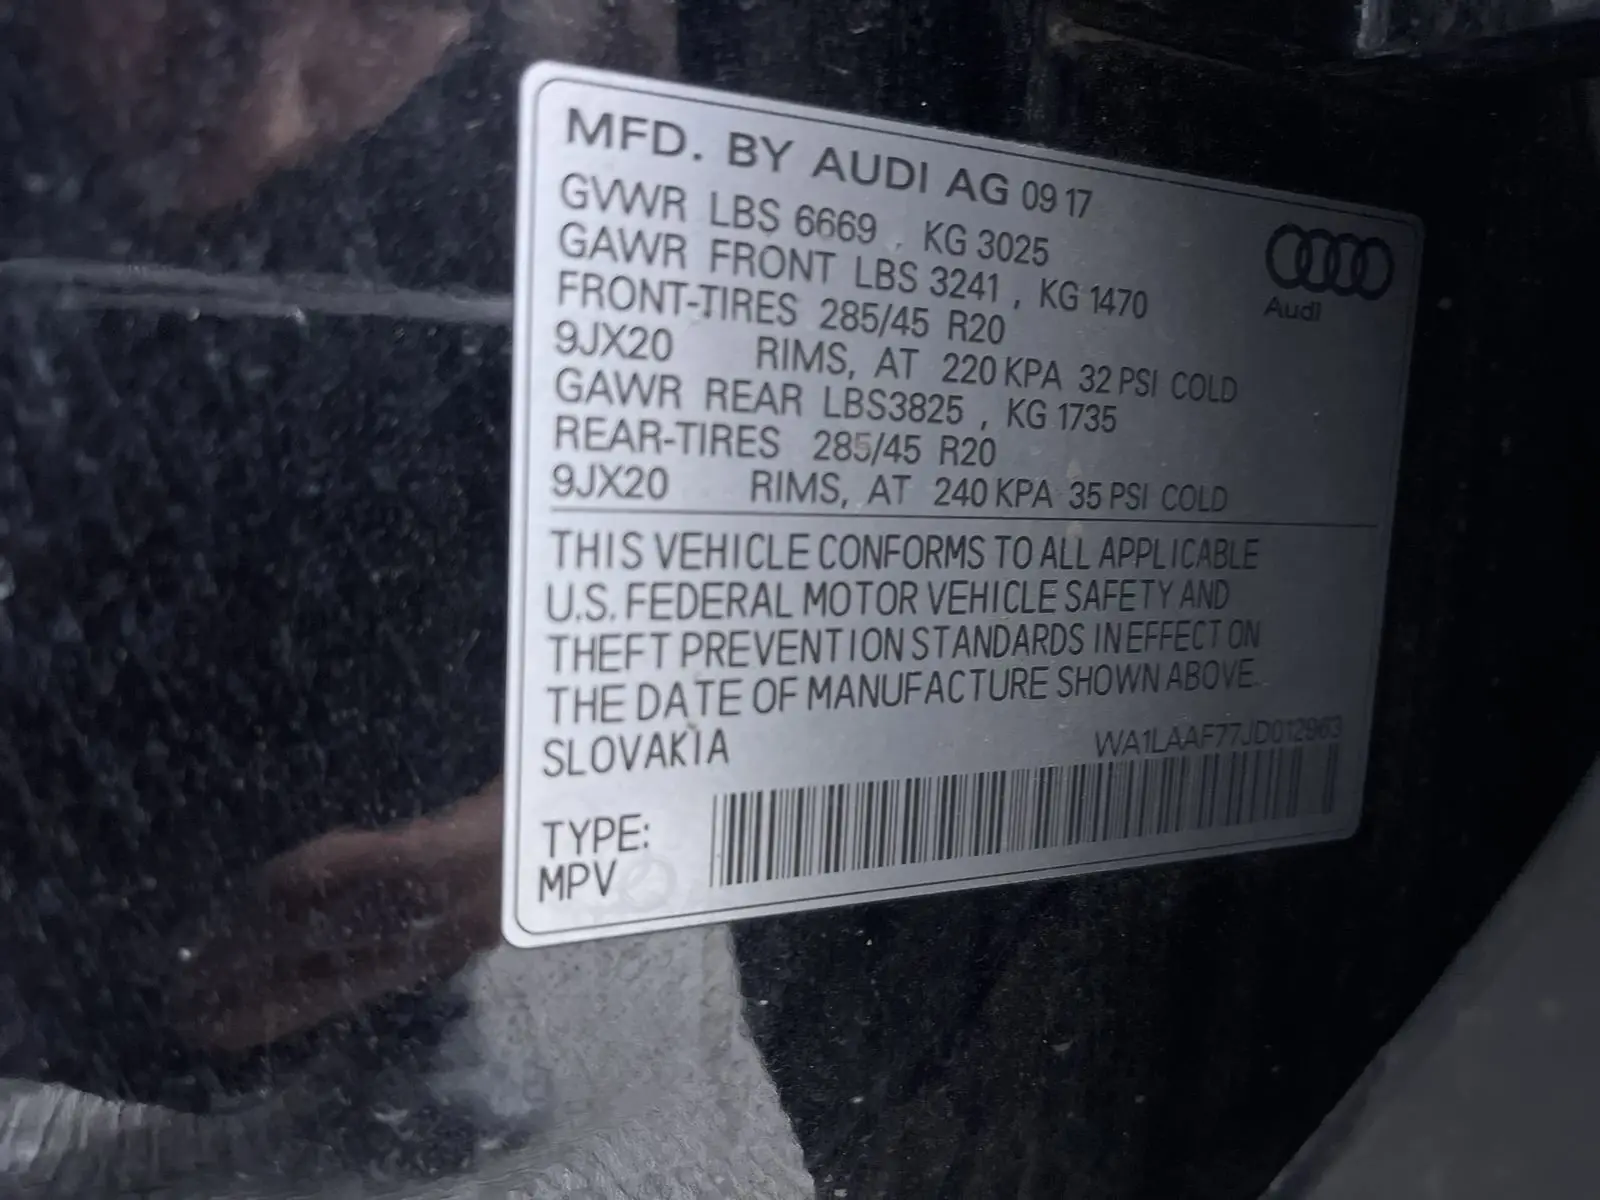 MFD. BY AUDI AG 09 17
GVWR LBS 6669 , KG 3025
GAWR FRONT LBS 3241 , KG 1470
FRONT-TIRES 285/45 R20
9JX20 RIMS, AT 220 KPA 32 PSI COLD
GAWR REAR LBS3825 , KG 1735
REAR-TIRES 285/45 R20
9JX20 RIMS, AT 240 KPA 35 PSI COLD
Audi
THIS VEHICLE CONFORMS TO ALL APPLICABLE
U.S. FEDERAL MOTOR VEHICLE SAFETY AND
THEFT PREVENTION STANDARDS IN EFFECT ON
THE DATE OF MANUFACTURE SHOWN ABOVE.
SLOVAKIA
WA1LAAF77JD012963
TYPE:
MPV